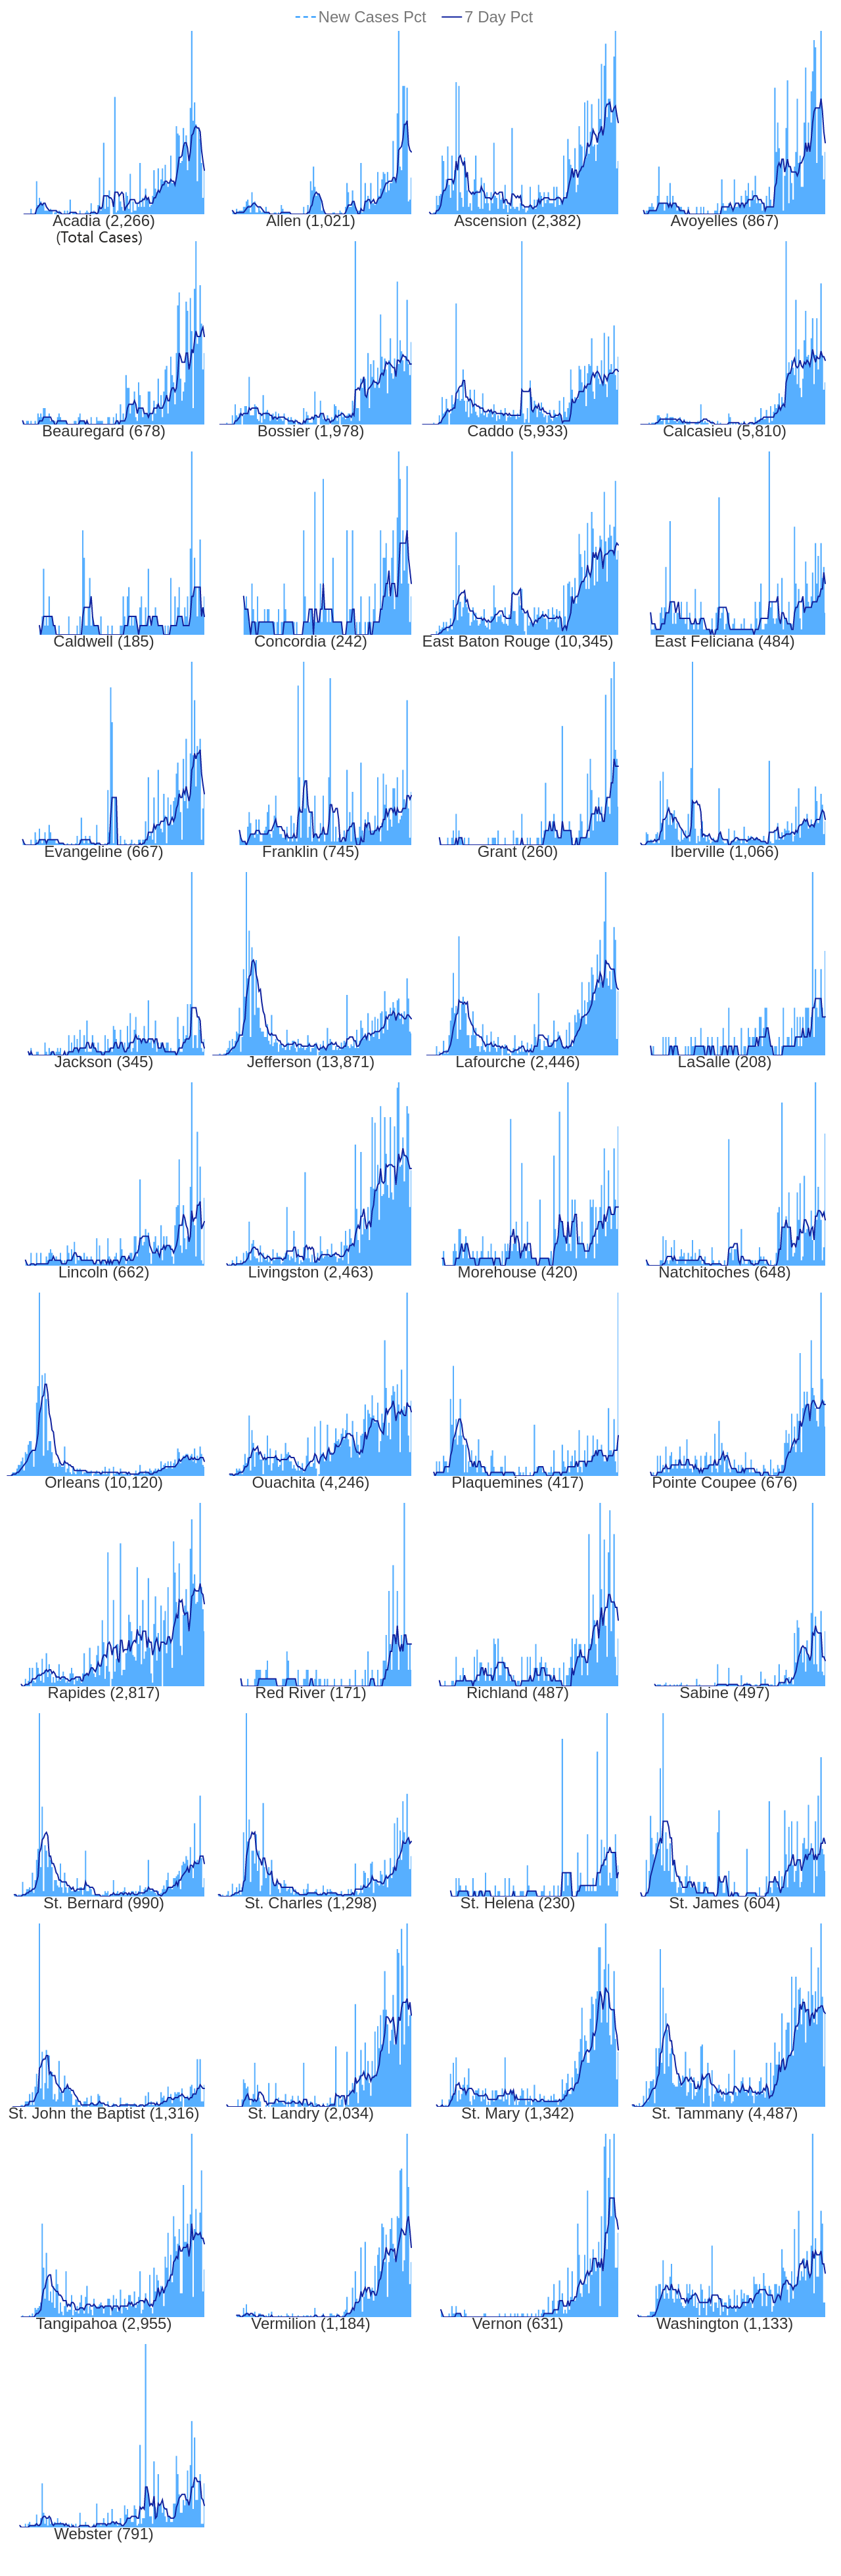 New Cases Pct 7 Day Pct
Acadia (2,266) Allen (1,021) Ascension (2,382) Avoyelles (867)
(Total Cases)
Beauregard (678) Bossier (1,978) Caddo (5,933) Calcasieu (5,810)
Caldwell (185) Concordia (242) East Baton Rouge (10,345) East Feliciana (484)
Evangeline (667) Franklin (745) Grant (260) Iberville (1,066)
Jackson (345) Jefferson (13,871) Lafourche (2,446) LaSalle (208)
Lincoln (662) Livingston (2,463) Morehouse (420) Natchitoches (648)
Orleans (10,120) Ouachita (4,246) Plaquemines (417) Pointe Coupee (676)
Rapides (2,817) Red River (171) Richland (487) Sabine (497)
St. Bernard (990) St. Charles (1,298) St. Helena (230) St. James (604)
St. John the Baptist (1,316) St. Landry (2,034) St. Mary (1,342) St. Tammany (4,487)
Tangipahoa (2,955) Vermilion (1,184) Vernon (631) Washington (1,133)
Webster (791)